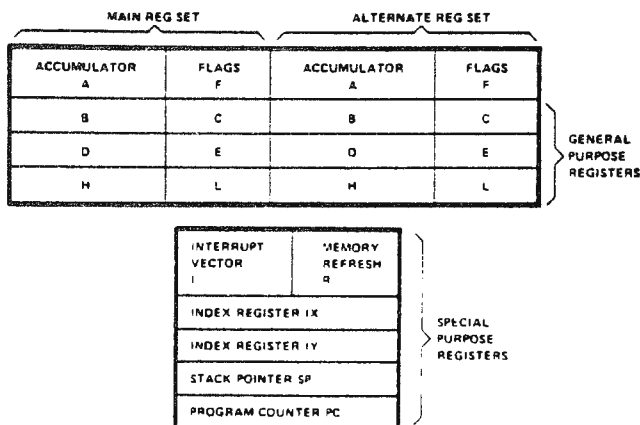 MAIN REG SET
ALTERNATE REG SET
ACCUMULATOR
A
FLAGS
F
ACCUMULATOR
A
FLAGS
F
B
C
B
C
D
E
D
E
H
L
H
L
GENERAL
PURPOSE
REGISTERS
INTERRUPT
VECTOR
I
MEMORY
REFRESH
R
INDEX REGISTER IX
INDEX REGISTER IY
STACK POINTER SP
PROGRAM COUNTER PC
SPECIAL
PURPOSE
REGISTERS